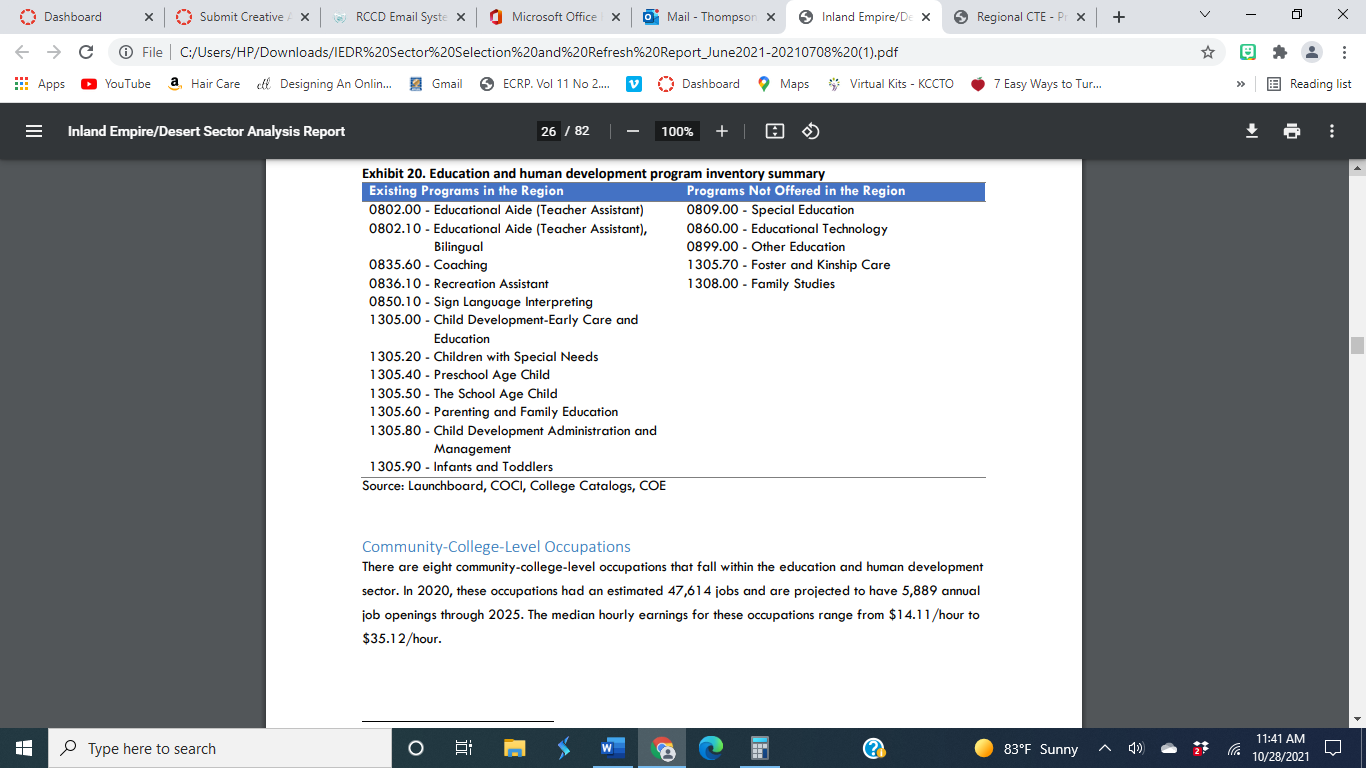 Dashboard
Submit Creative A
RCCD Email Syste
Microsoft Office
Mail - Thompson
Inland Empire/De
Regional CTE - Pr
File
C:/Users/HP/Downloads/IEDR%20Sector%20Selection%20and%20Refresh%20Report_June2021-20210708%20(1).pdf
Apps
YouTube
Hair Care
Designing An Onlin...
Gmail
ECRP. Vol 11 No 2....
Dashboard
Maps
Virtual Kits - KCCTO
7 Easy Ways to Tur...
»
Reading list
Inland Empire/Desert Sector Analysis Report
26 / 82
100%
Exhibit 20. Education and human development program inventory summary
Existing Programs in the Region
0802.00 - Educational Aide (Teacher Assistant)
0802.10 - Educational Aide (Teacher Assistant),
Bilingual
0835.60 - Coaching
0836.10 - Recreation Assistant
0850.10 - Sign Language Interpreting
1305.00 - Child Development-Early Care and
Education
1305.20 - Children with Special Needs
1305.40 - Preschool Age Child
1305.50 - The School Age Child
1305.60 - Parenting and Family Education
1305.80 - Child Development Administration and
Management
1305.90 - Infants and Toddlers
Programs Not Offered in the Region
0809.00 - Special Education
0860.00 - Educational Technology
0899.00 - Other Education
1305.70 - Foster and Kinship Care
1308.00 - Family Studies
Source: Launchboard, COCI, College Catalogs, COE
Community-College-Level Occupations
There are eight community-college-level occupations that fall within the education and human development
sector. In 2020, these occupations had an estimated 47,614 jobs and are projected to have 5,889 annual
job openings through 2025. The median hourly earnings for these occupations range from $14.11/hour to
$35.12/hour.
Type here to search
83°F Sunny
11:41 AM
10/28/2021